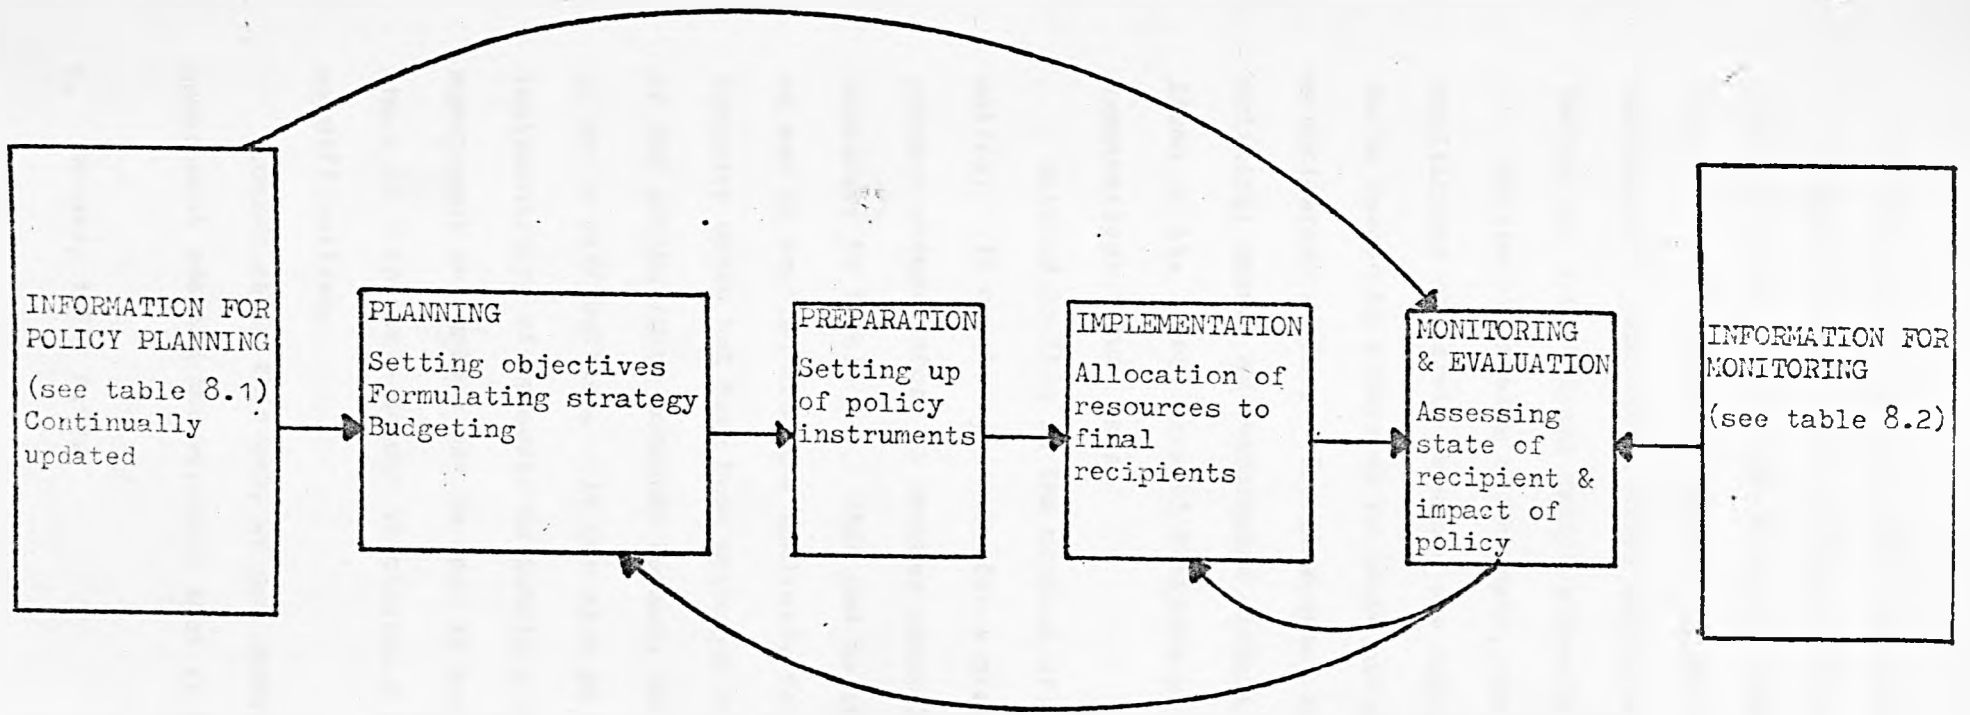 INFORMATION FOR
POLICY PLANNING
(see table 8.1)
Continually
updated
PLANNING
Setting objectives
Formulating strategy
Budgeting
PREPARATION
Setting up
of policy
instruments
IMPLEMENTATION
Allocation of
resources to
final
recipients
MONITORING
& EVALUATION
Assessing
state of
recipient &
impact of
policy
INFORMATION FOR
MONITORING
(see table 8.2)